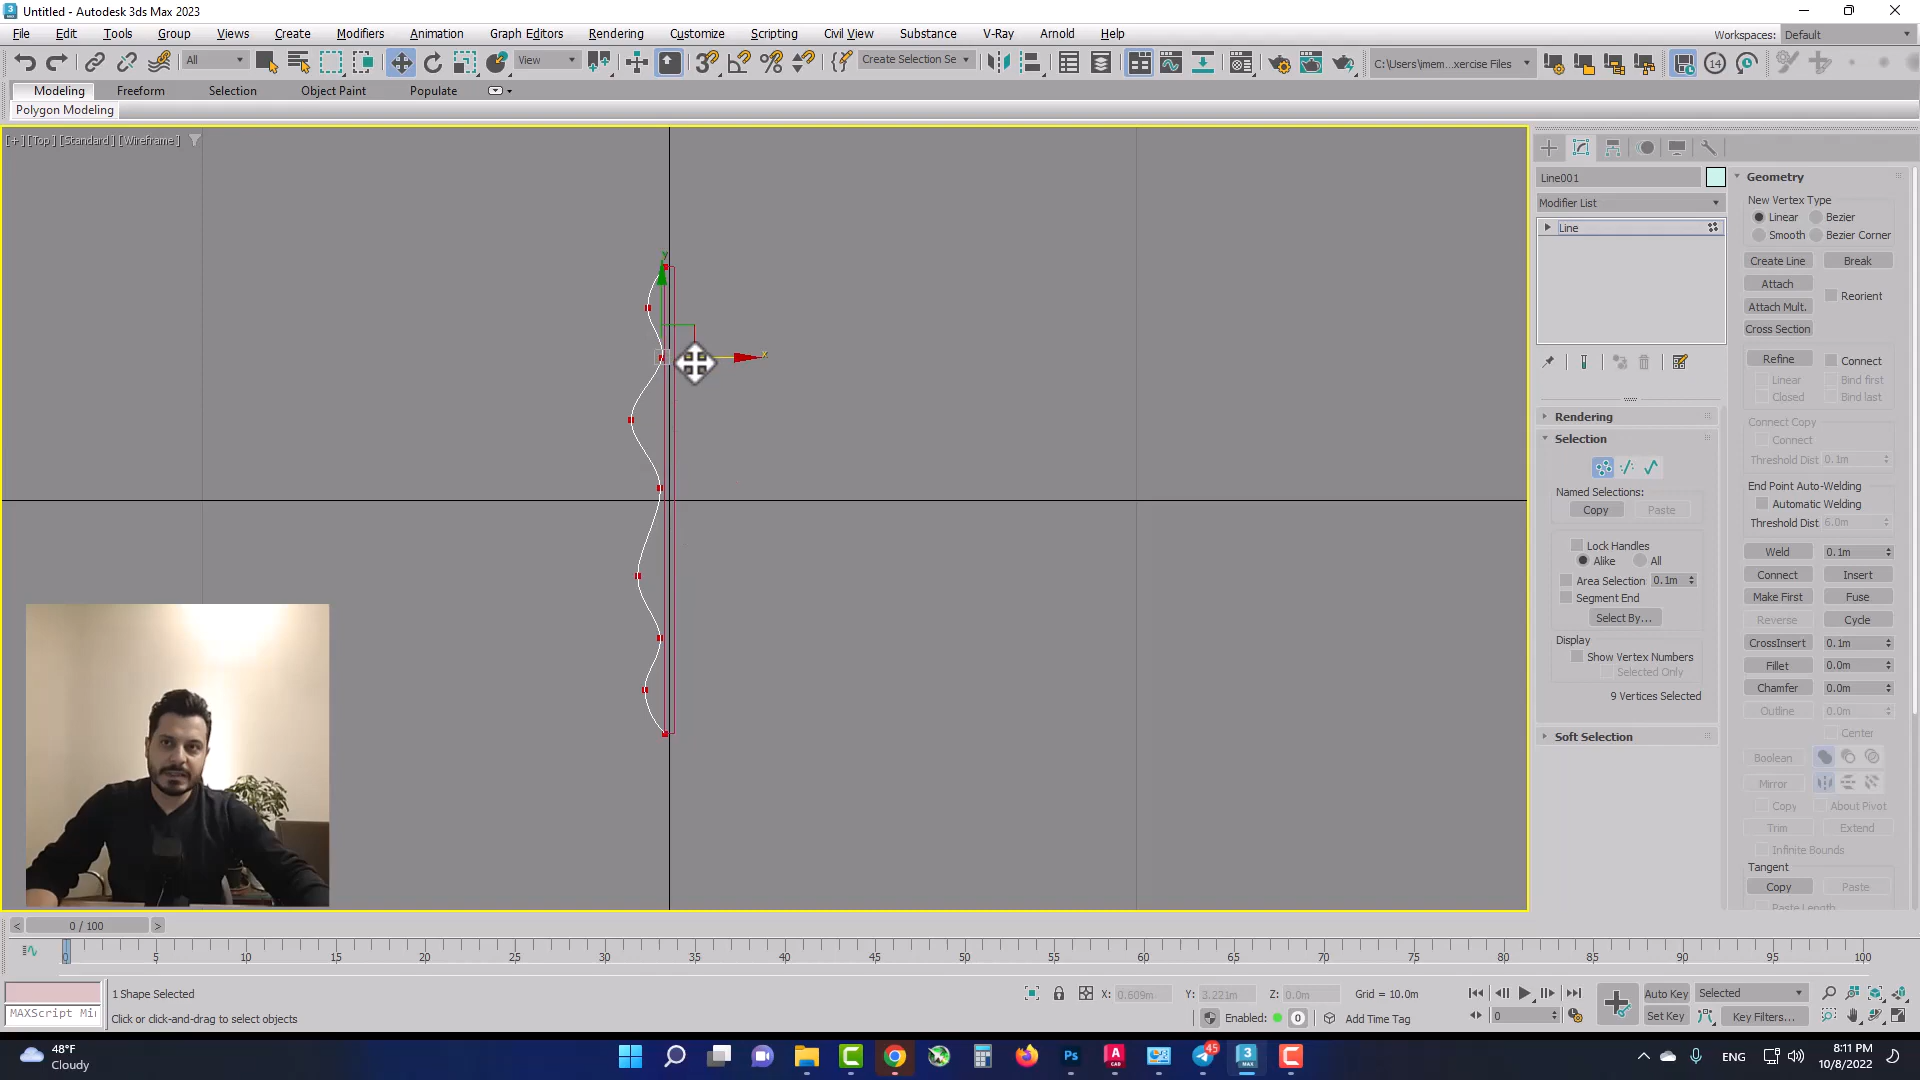 Untitled - Autodesk 3ds Max 2023
File Edit Tools Group Views Create Modifiers Animation Graph Editors Rendering Customize Scripting Civil View Substance V-Ray Arnold Help
Workspaces: Default
All View Create Selection Se C:\Users\imem...xercise Files 14
Modeling Freeform Selection Object Paint Populate
Polygon Modeling
[+] [Top] [Standard] [Wireframe]
y
x
Line001
Modifier List
Line
Rendering
Selection
Named Selections:
Copy Paste
Lock Handles
Alike All
Area Selection 0.1m
Segment End
Select By...
Display
Show Vertex Numbers
Selected Only
9 Vertices Selected
Soft Selection
Geometry
New Vertex Type
Linear Bezier
Smooth Bezier Corner
Create Line Break
Attach
Reorient
Attach Mult.
Cross Section
Refine Connect
Linear Bind first
Closed Bind last
Connect Copy
Connect
Threshold Dist 0.1m
End Point Auto-Welding
Automatic Welding
Threshold Dist 6.0m
Weld 0.1m
Connect Insert
Make First Fuse
Reverse Cycle
CrossInsert 0.1m
Fillet 0.0m
Chamfer 0.0m
Outline 0.0m
Center
Boolean
Mirror
Copy About Pivot
Trim Extend
Infinite Bounds
Tangent
Copy Paste
Paste Length
< 0 / 100 >
0 5 10 15 20 25 30 35 40 45 50 55 60 65 70 75 80 85 90 95 100
1 Shape Selected
X: 0.609m Y: 3.221m Z: 0.0m Grid = 10.0m
Auto Key Selected
MAXScript Mi
Click or click-and-drag to select objects
Enabled: 0 Add Time Tag
0
Set Key Key Filters...
48°F
Cloudy
Ps
45
3
MAX
ENG
8:11 PM
10/8/2022